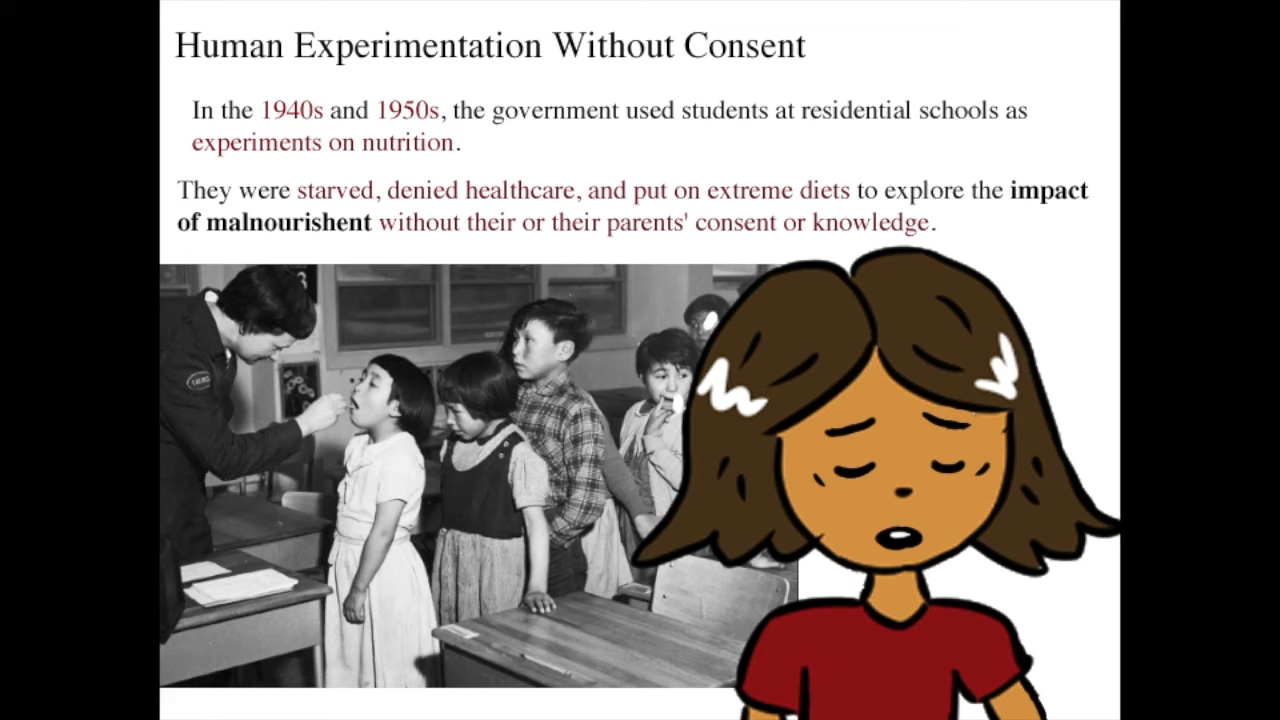 Human Experimentation Without Consent
In the 1940s and 1950s, the government used students at residential schools as
experiments on nutrition.
They were starved, denied healthcare, and put on extreme diets to explore the impact
of malnourishent without their or their parents' consent or knowledge.
3